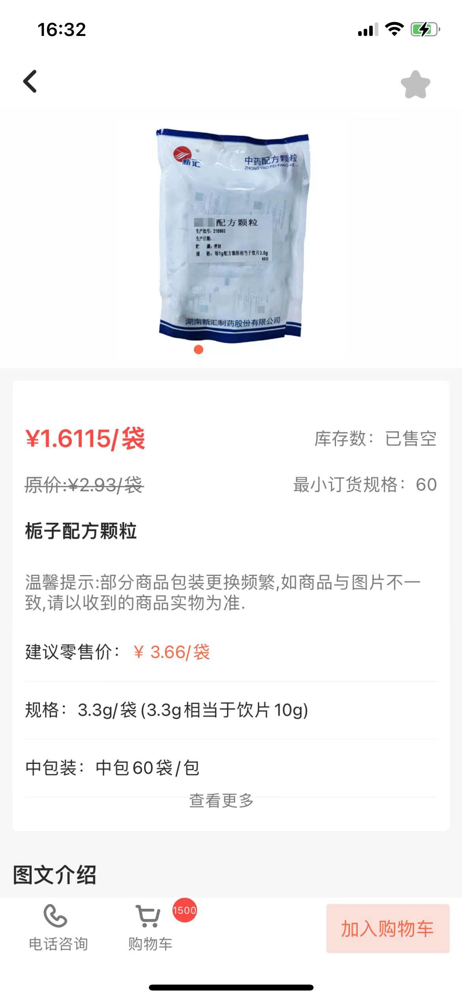 16:32
新汇
中药配方颗粒
ZHONG YAO PEI FANG KE LI
配方颗粒
生产批号：210903
生产日期：
贮 藏：密封
规 格：每1g配方颗粒相当于饮片3.5g
60袋
湖南新汇制药股份有限公司
¥1.6115/袋
库存数：已售空
原价:¥2.93/袋
最小订货规格：60
栀子配方颗粒
温馨提示:部分商品包装更换频繁,如商品与图片不一
致,请以收到的商品实物为准.
建议零售价：¥ 3.66/袋
规格：3.3g/袋(3.3g相当于饮片10g)
中包装：中包60袋/包
查看更多
图文介绍
1500
电话咨询
购物车
加入购物车